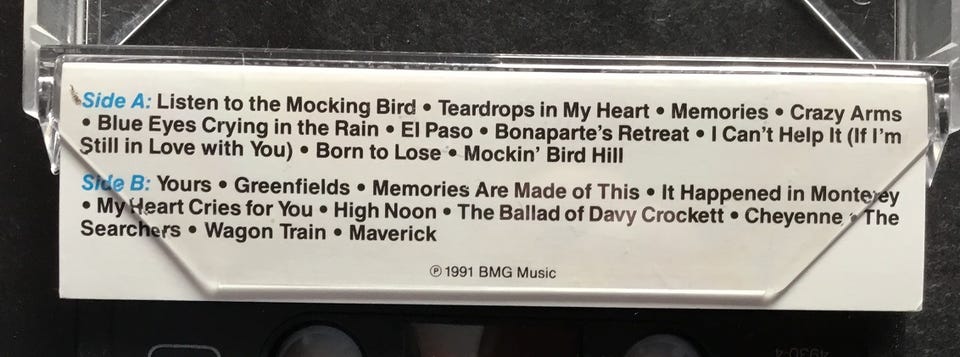 Side A: Listen to the Mocking Bird • Teardrops in My Heart • Memories • Crazy Arms
• Blue Eyes Crying in the Rain • El Paso • Bonaparte's Retreat • I Can't Help It (If I'm
Still in Love with You) • Born to Lose • Mockin' Bird Hill
Side B: Yours • Greenfields • Memories Are Made of This • It Happened in Monterey
• My Heart Cries for You • High Noon • The Ballad of Davy Crockett • Cheyenne • The
Searchers • Wagon Train • Maverick
℗ 1991 BMG Music